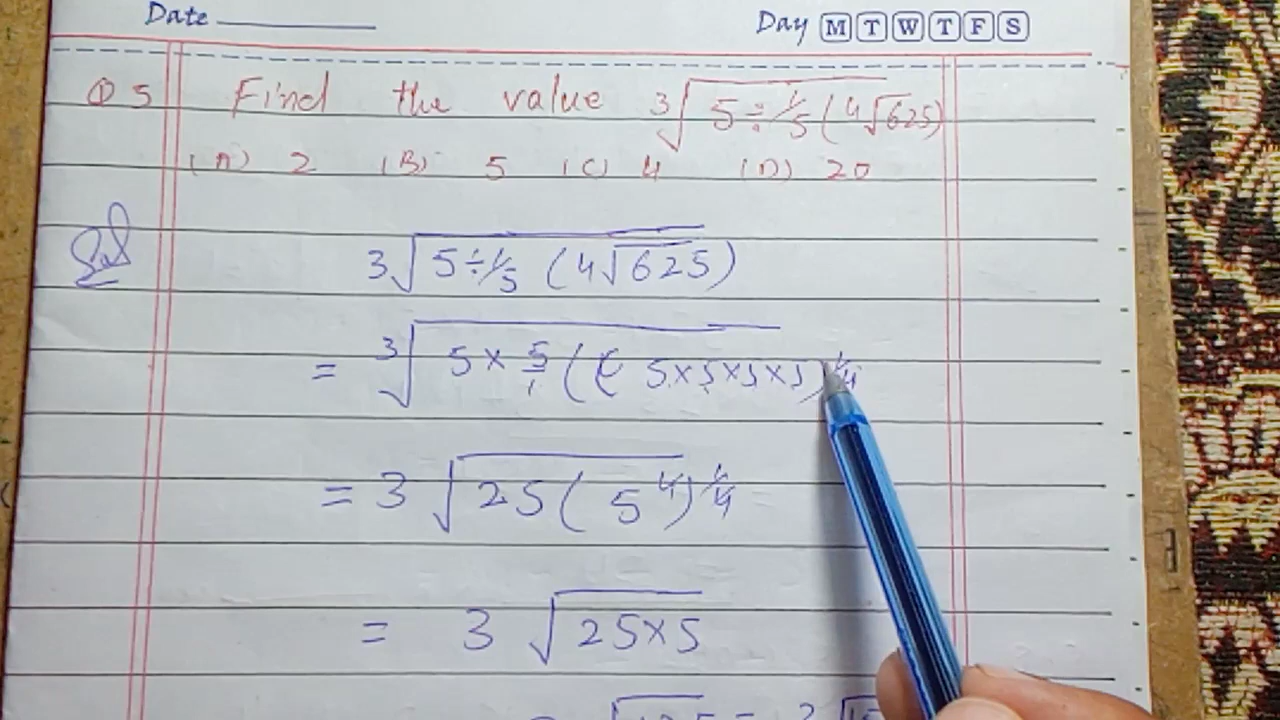 Date
Day M T W T F S
Q 5 Find the value 3√5 ÷ 1/5 (4√625)
(A) 2 (B) 5 (C) 4 (D) 20
Sol
3√5 ÷ 1/5 (4√625)
= 3√5 × 5/1 (( 5×5×5×5)1/4
= 3√25 (5^4)1/4
= 3√25×5